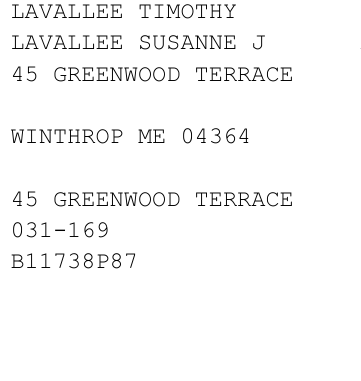 LAVALLEE TIMOTHY
LAVALLEE SUSANNE J
45 GREENWOOD TERRACE
WINTHROP ME 04364
45 GREENWOOD TERRACE
031-169
B11738P87